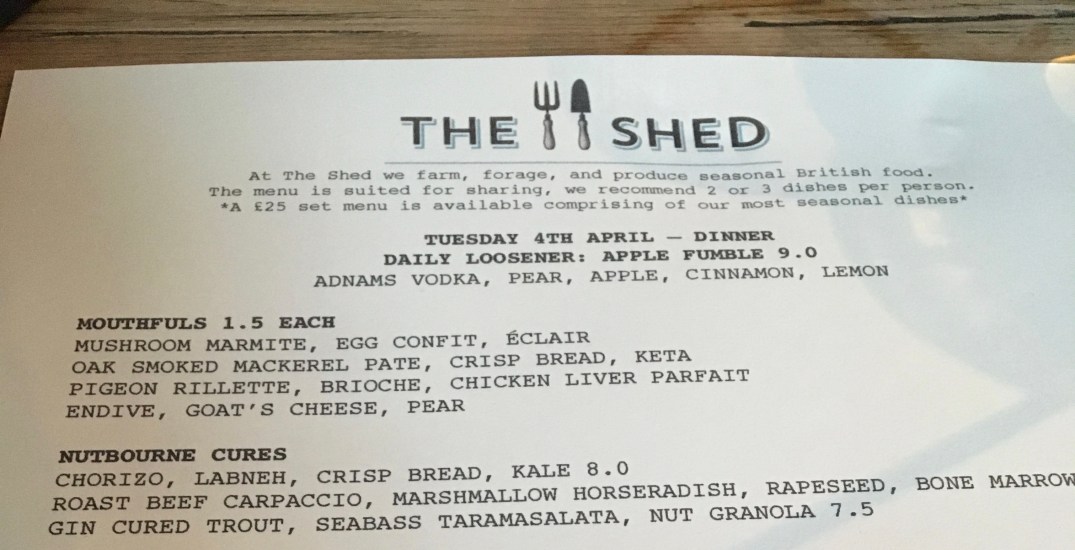 THE SHED
At The Shed we farm, forage, and produce seasonal British food.
The menu is suited for sharing, we recommend 2 or 3 dishes per person.
*A £25 set menu is available comprising of our most seasonal dishes*
TUESDAY 4TH APRIL — DINNER
DAILY LOOSENER: APPLE FUMBLE 9.0
ADNAMS VODKA, PEAR, APPLE, CINNAMON, LEMON
MOUTHFULS 1.5 EACH
MUSHROOM MARMITE, EGG CONFIT, ÉCLAIR
OAK SMOKED MACKEREL PATE, CRISP BREAD, KETA
PIGEON RILLETTE, BRIOCHE, CHICKEN LIVER PARFAIT
ENDIVE, GOAT'S CHEESE, PEAR
NUTBOURNE CURES
CHORIZO, LABNEH, CRISP BREAD, KALE 8.0
ROAST BEEF CARPACCIO, MARSHMALLOW HORSERADISH, RAPESEED, BONE MARROW
GIN CURED TROUT, SEABASS TARAMASALATA, NUT GRANOLA 7.5